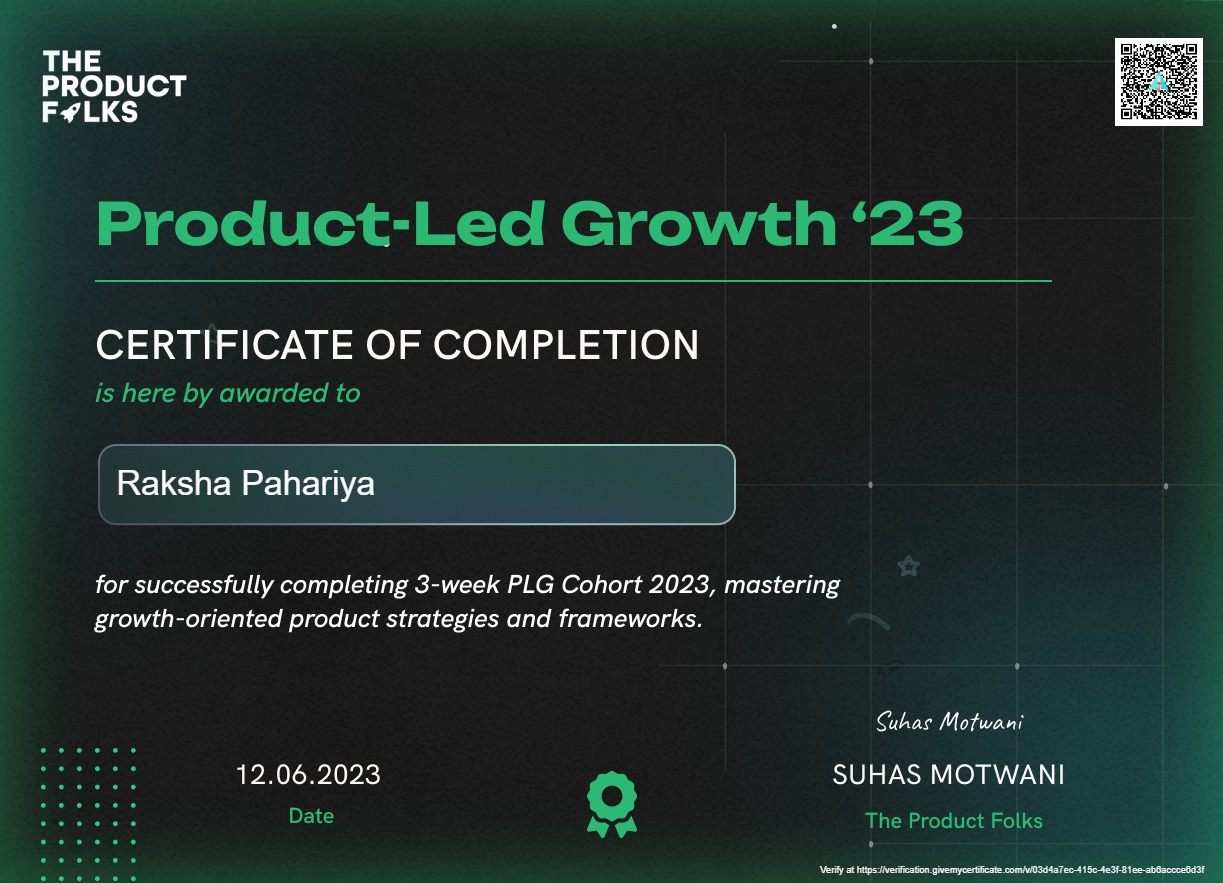 THE
PRODUCT
FOLKS
Product-Led Growth ‘23
CERTIFICATE OF COMPLETION
is here by awarded to
Raksha Pahariya
for successfully completing 3-week PLG Cohort 2023, mastering
growth-oriented product strategies and frameworks.
Suhas Motwani
12.06.2023
SUHAS MOTWANI
Date
The Product Folks
Verify at https://verification.givemycertificate.com/v/03d4a7ec-415c-4e3f-81ee-ab6accce6d3f